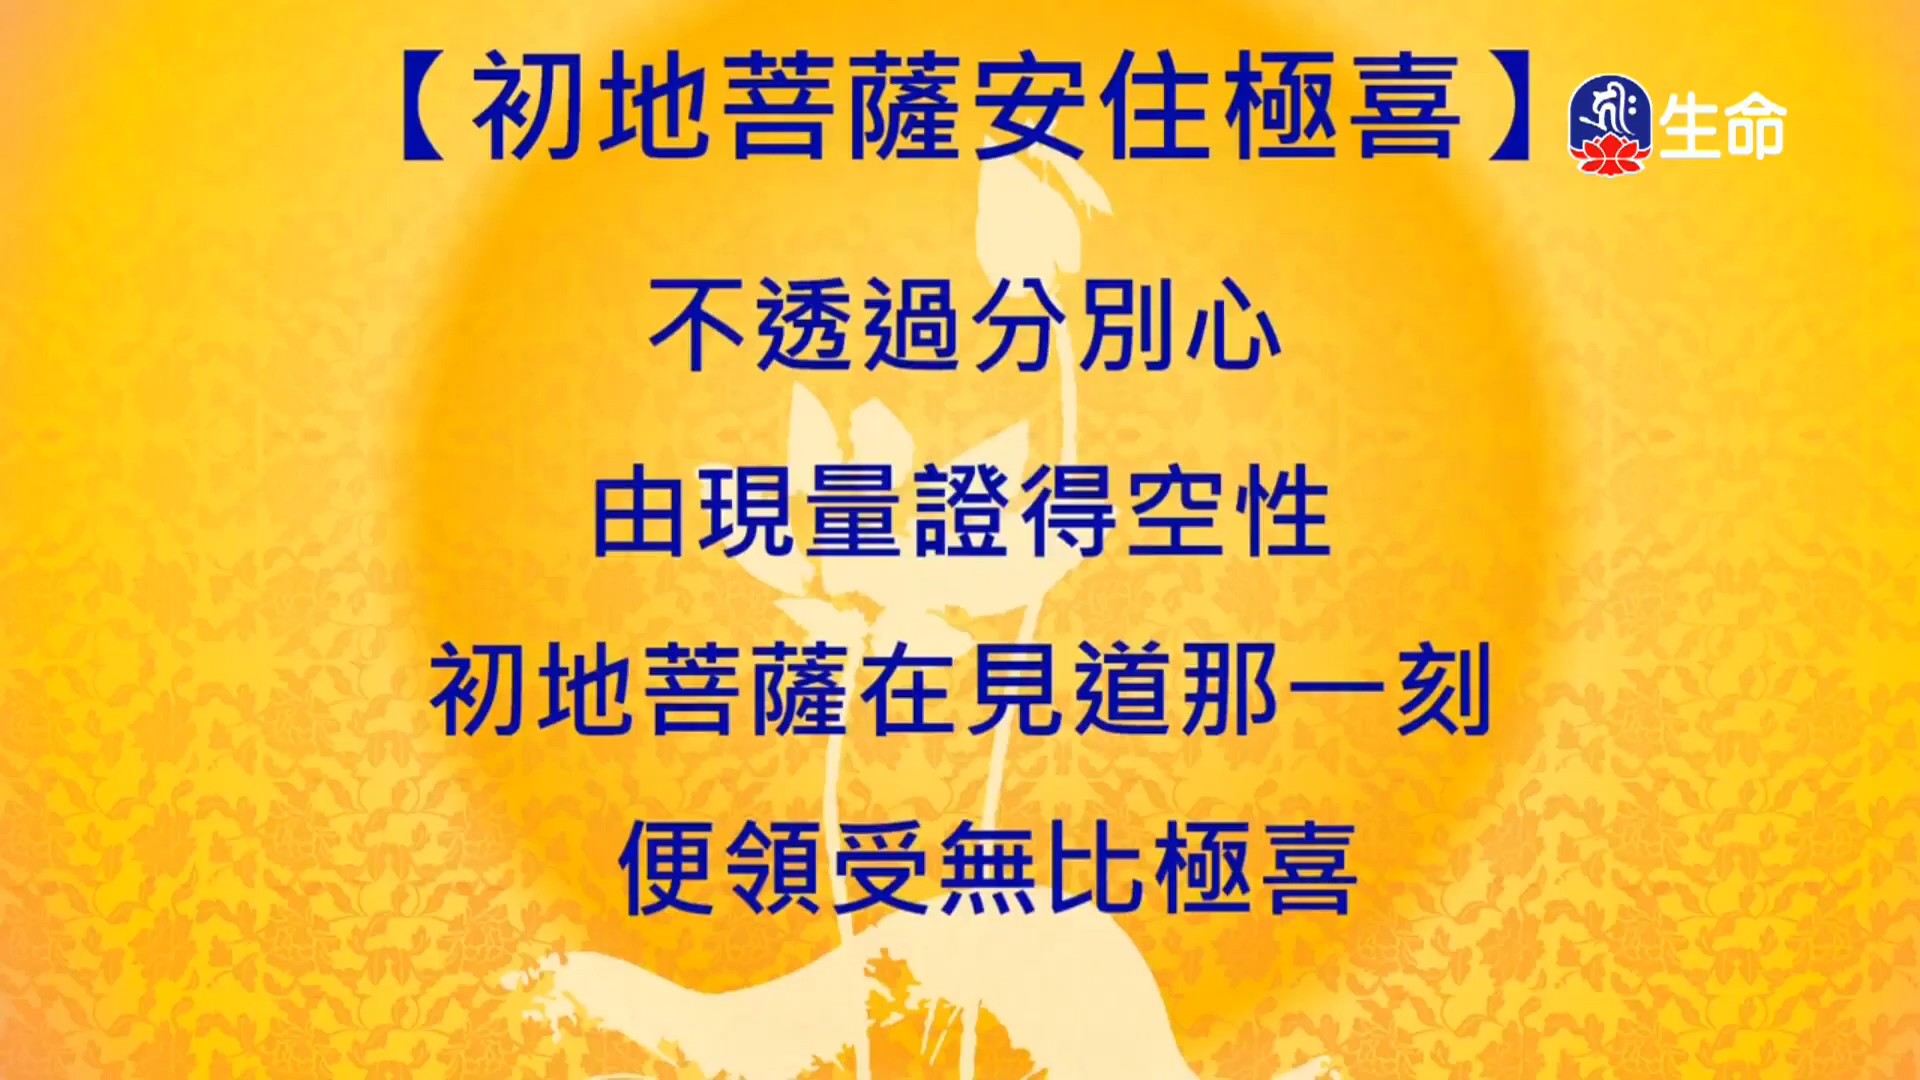 【初地菩薩安住極喜】
生命
不透過分別心
由現量證得空性
初地菩薩在見道那一刻
便領受無比極喜